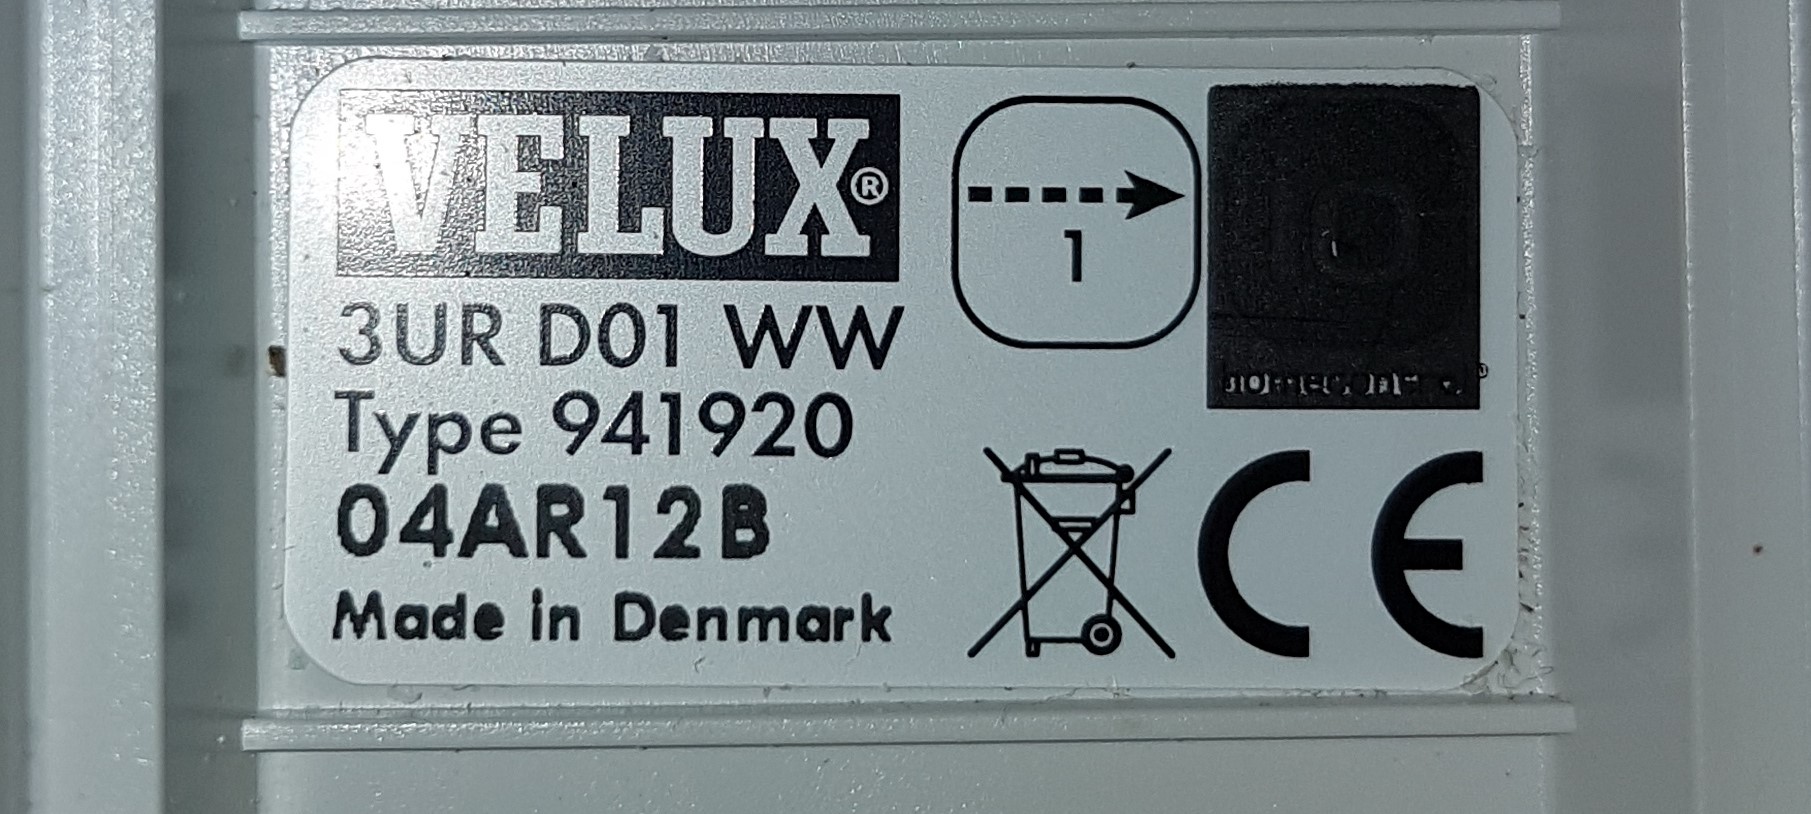 VELUX®
3UR D01 WW
Type 941920
04AR12B
Made in Denmark
1
CE